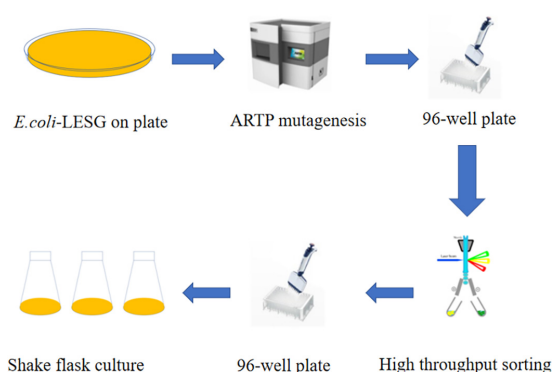 E.coli-LESG on plate
ARTP mutagenesis
96-well plate
Shake flask culture
96-well plate
High throughput sorting